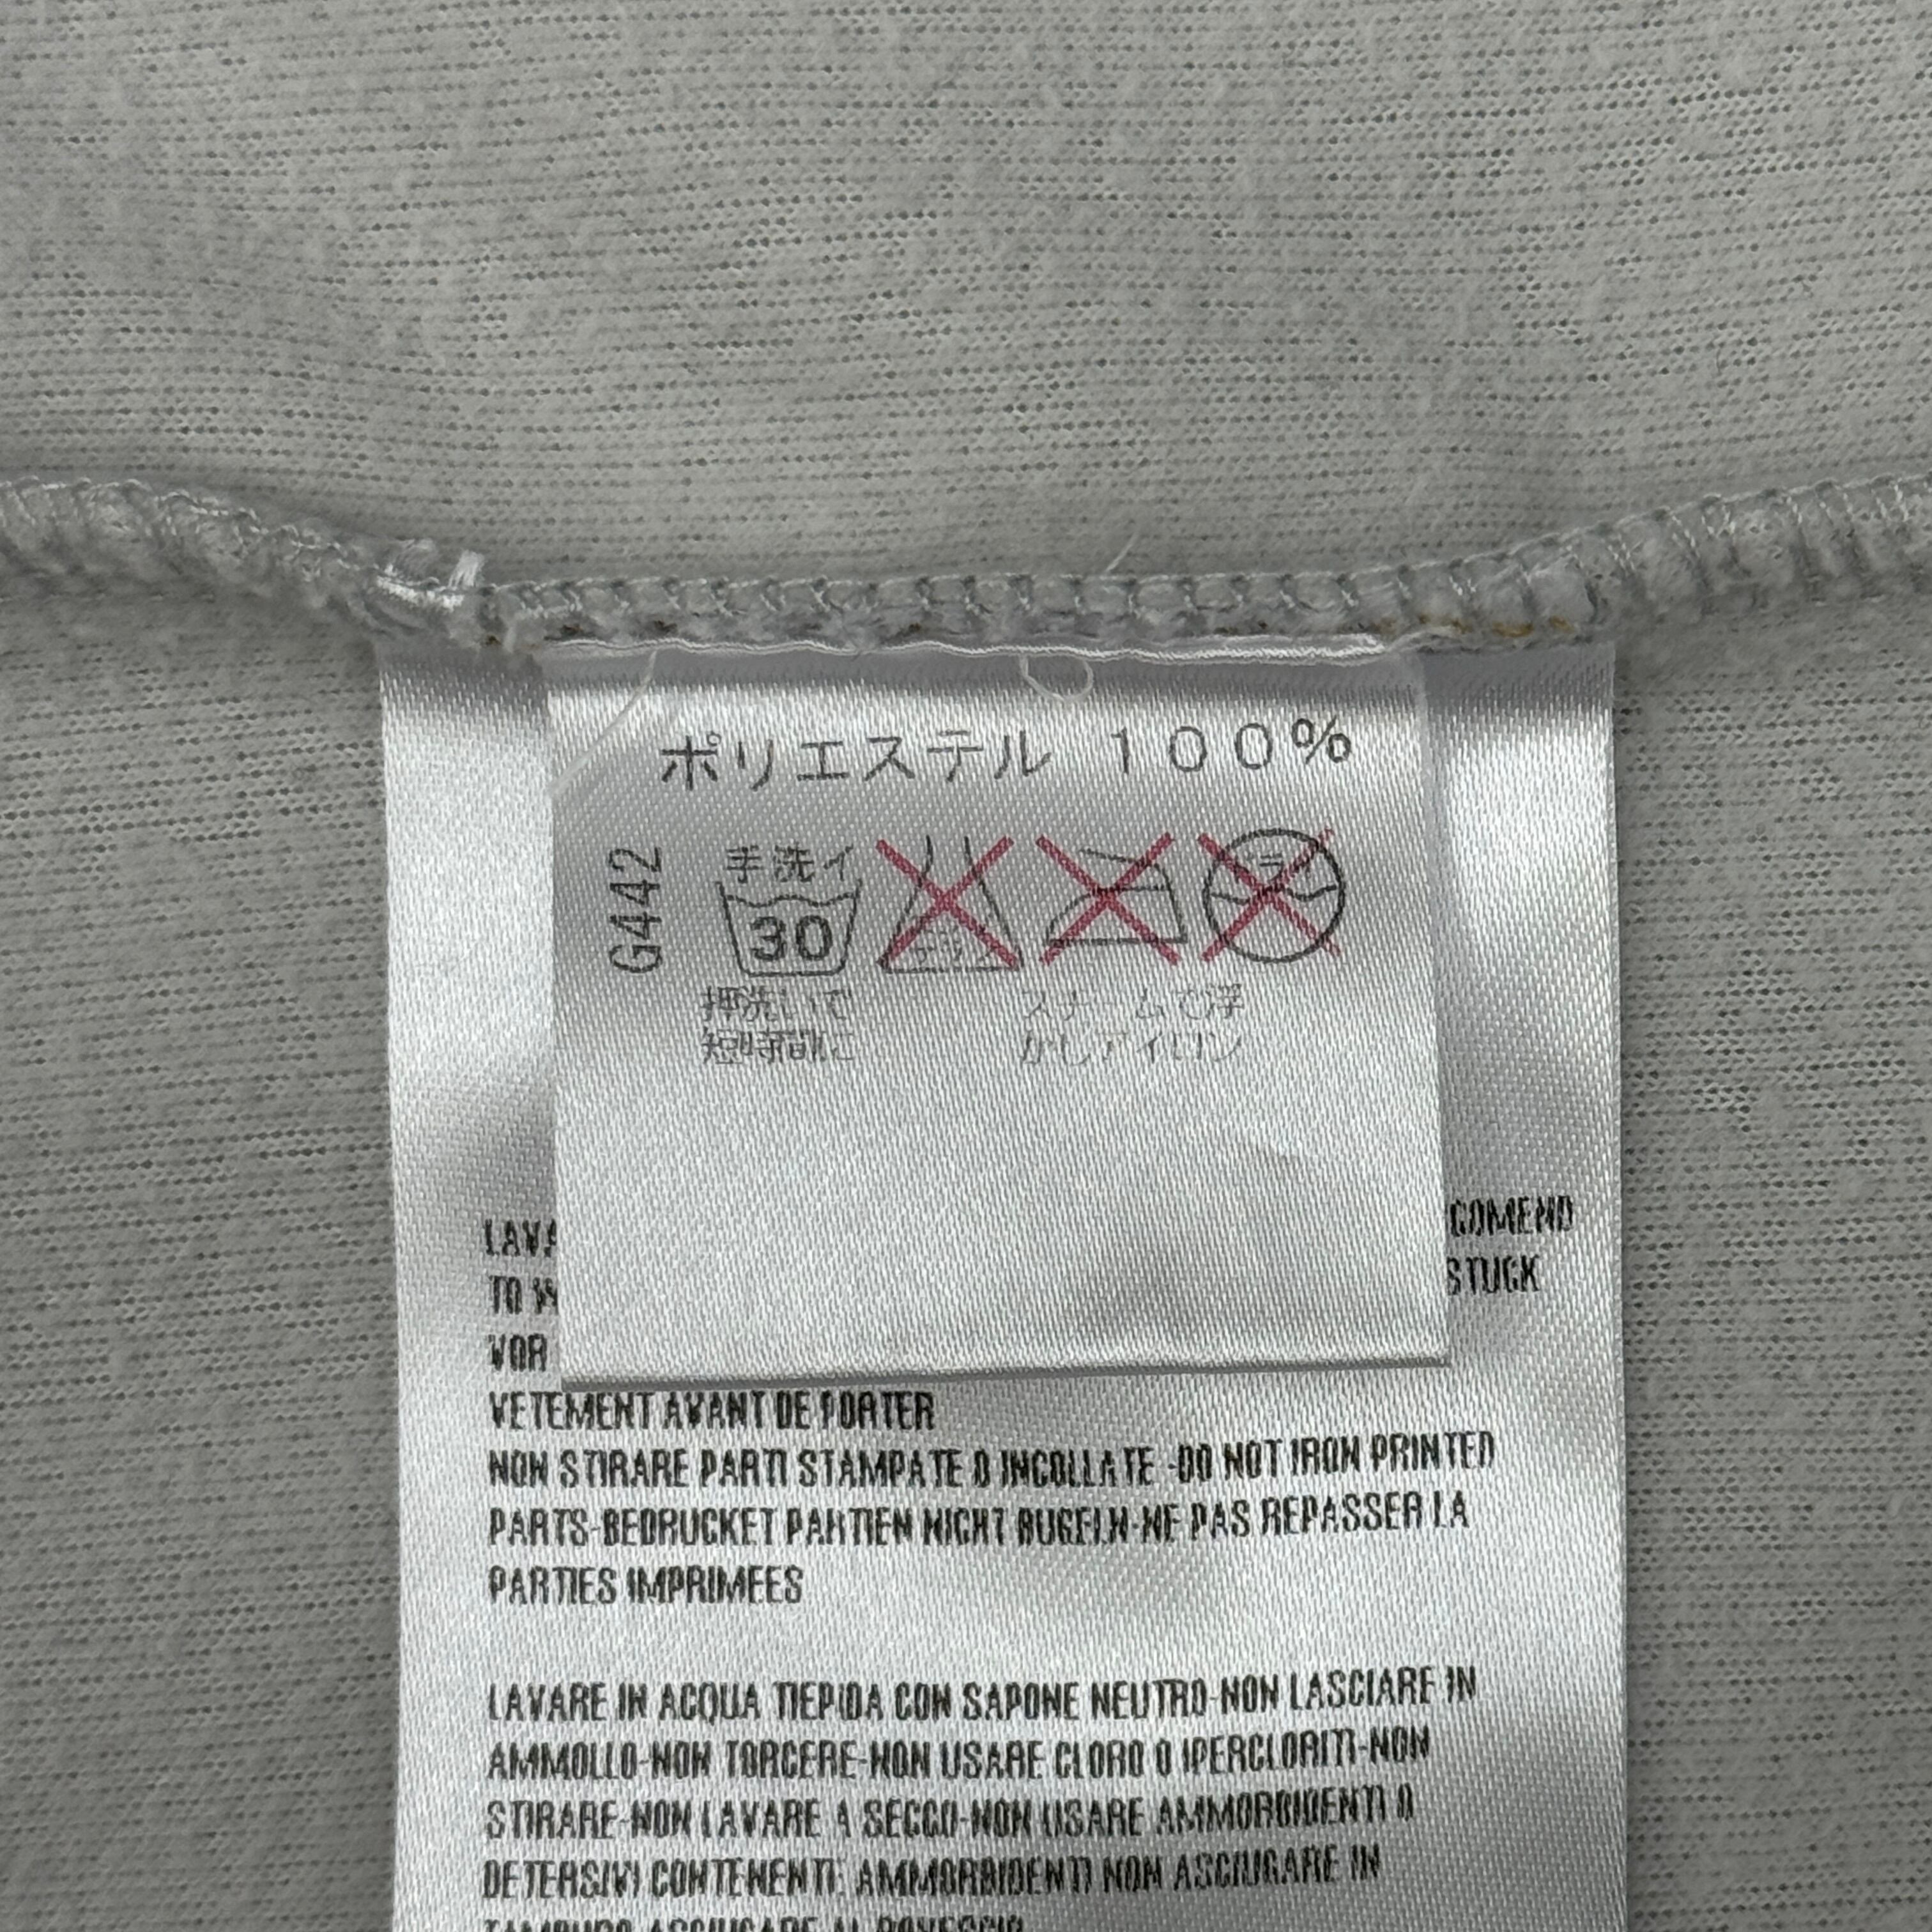 ポリエステル 100%
G442
手洗イ
30
押洗いで
短時間に
スチームで浮
かしアイロン
COMEND
TO
STUCK
VOR
VETEMENT AVANT DE PORTER
NON STIRARE PARTI STAMPATE O INCOLLATE -DO NOT IRON PRINTED
PARTS-BEDRUCKET PARTIEN NICHT BUGELN-NE PAS REPASSER LA
PARTIES IMPRIMEES
LAVARE IN ACQUA TIEPIDA CON SAPONE NEUTRO-NON LASCIARE IN
AMMOLLO-NON TORCERE-NON USARE CLORO O IPERCLORITI-NON
STIRARE-NON LAVARE A SECCO-NON USARE AMMORBIDENTI O
DETERSIVI CONTENENTI AMMORBIDENTI NON ASCIUGARE IN